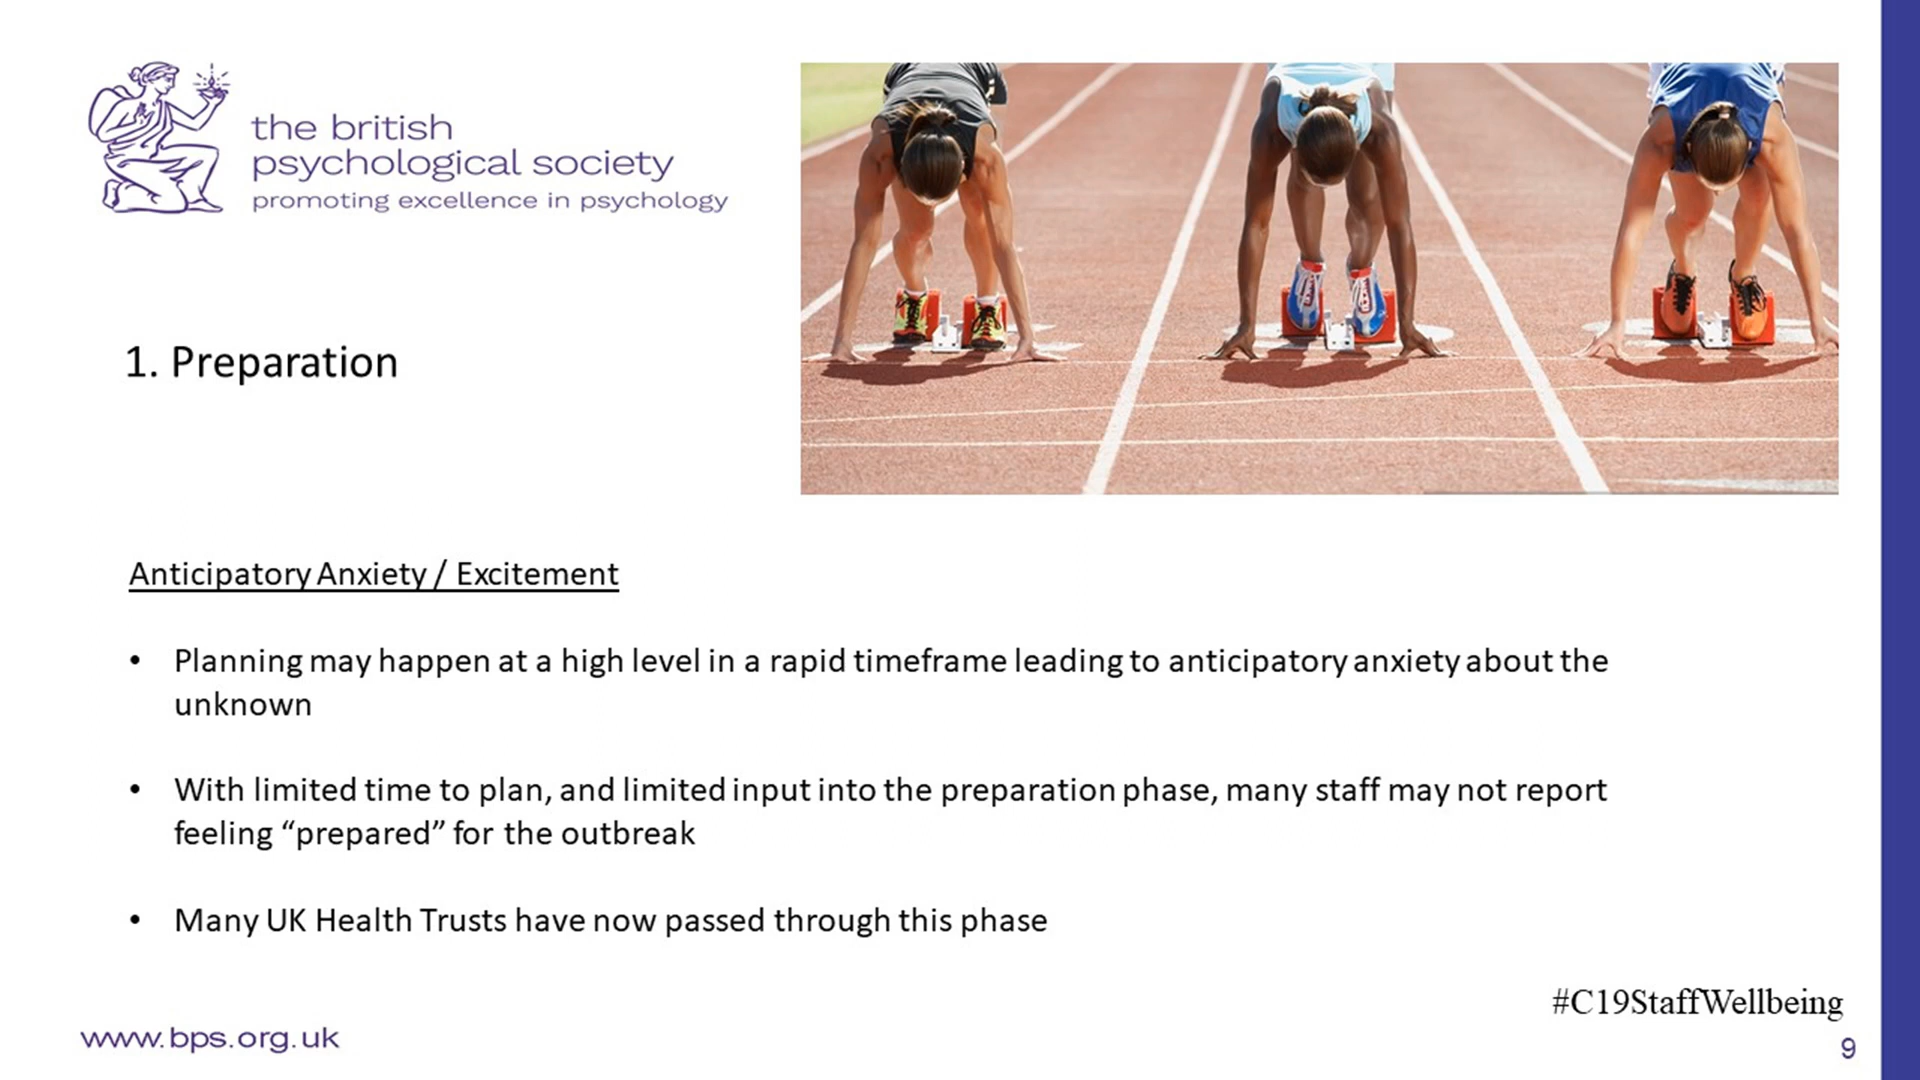 the british
psychological society
promoting excellence in psychology
1. Preparation
Anticipatory Anxiety / Excitement
• Planning may happen at a high level in a rapid timeframe leading to anticipatory anxiety about the
unknown
• With limited time to plan, and limited input into the preparation phase, many staff may not report
feeling “prepared” for the outbreak
• Many UK Health Trusts have now passed through this phase
#C19StaffWellbeing
www.bps.org.uk
9